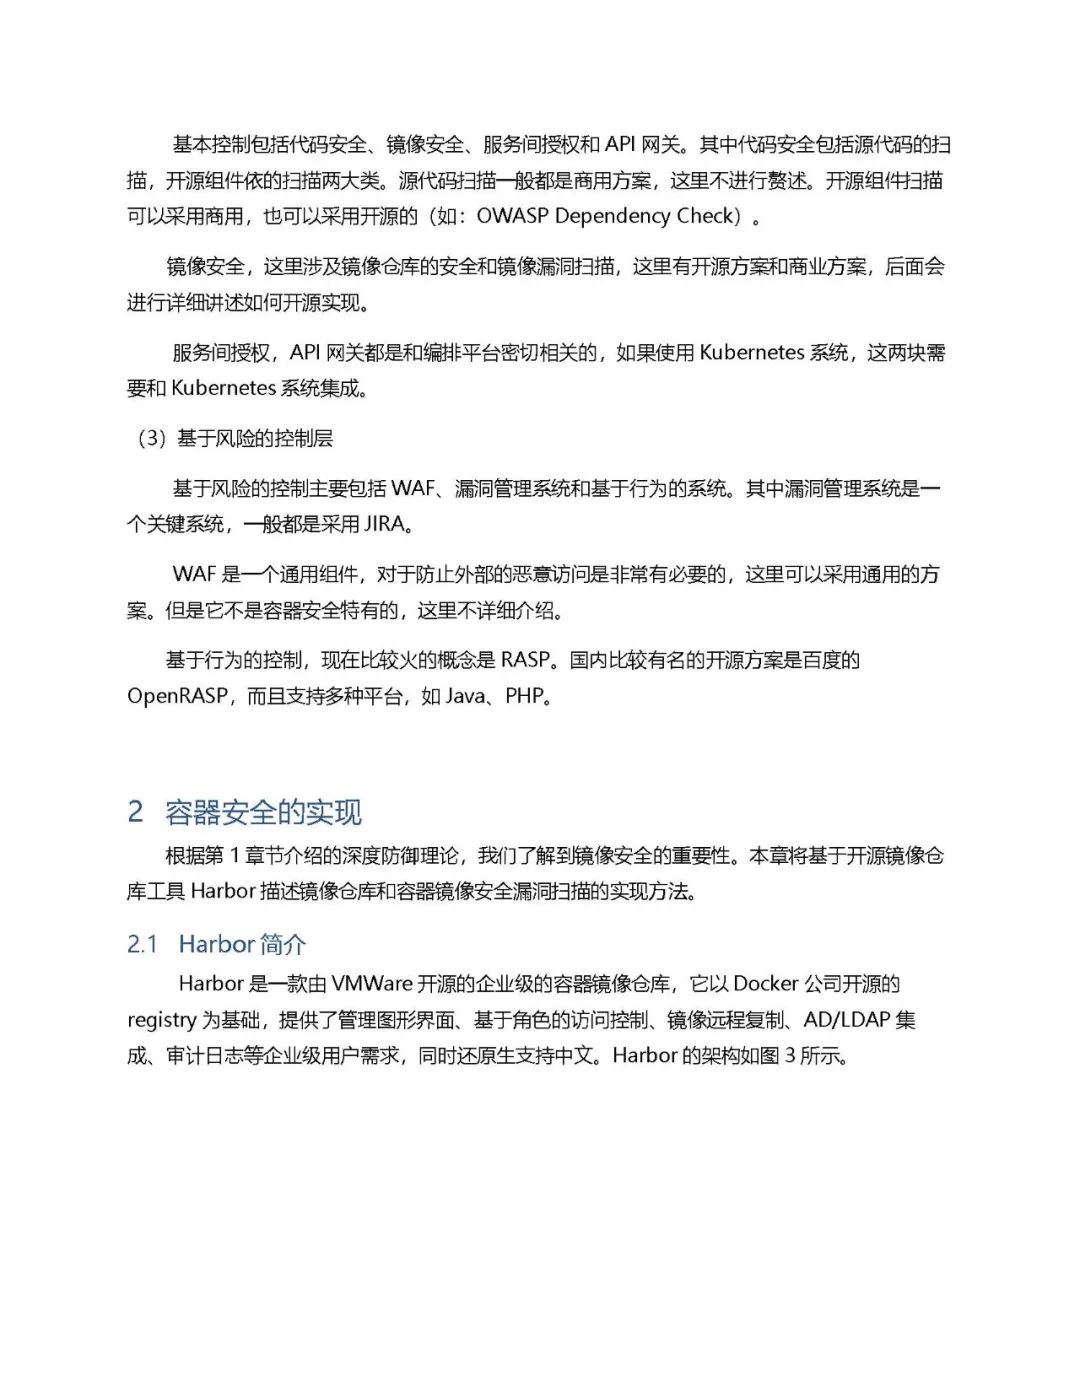 基本控制包括代码安全、镜像安全、服务间授权和 API 网关。其中代码安全包括源代码的扫
描，开源组件依的扫描两大类。源代码扫描一般都是商用方案，这里不进行赘述。开源组件扫描
可以采用商用，也可以采用开源的（如：OWASP Dependency Check）。
镜像安全，这里涉及镜像仓库的安全和镜像漏洞扫描，这里有开源方案和商业方案，后面会
进行详细讲述如何开源实现。
服务间授权，API 网关都是和编排平台密切相关的，如果使用 Kubernetes 系统，这两块需
要和 Kubernetes 系统集成。
（3）基于风险的控制层
基于风险的控制主要包括 WAF、漏洞管理系统和基于行为的系统。其中漏洞管理系统是一
个关键系统，一般都是采用 JIRA。
WAF 是一个通用组件，对于防止外部的恶意访问是非常有必要的，这里可以采用通用的方
案。但是它不是容器安全特有的，这里不详细介绍。
基于行为的控制，现在比较火的概念是 RASP。国内比较有名的开源方案是百度的
OpenRASP，而且支持多种平台，如 Java、PHP。
2 容器安全的实现
根据第 1 章节介绍的深度防御理论，我们了解到镜像安全的重要性。本章将基于开源镜像仓
库工具 Harbor 描述镜像仓库和容器镜像安全漏洞扫描的实现方法。
2.1 Harbor 简介
Harbor 是一款由 VMWare 开源的企业级的容器镜像仓库，它以 Docker 公司开源的
registry 为基础，提供了管理图形界面、基于角色的访问控制、镜像远程复制、AD/LDAP 集
成、审计日志等企业级用户需求，同时还原生支持中文。Harbor 的架构如图 3 所示。